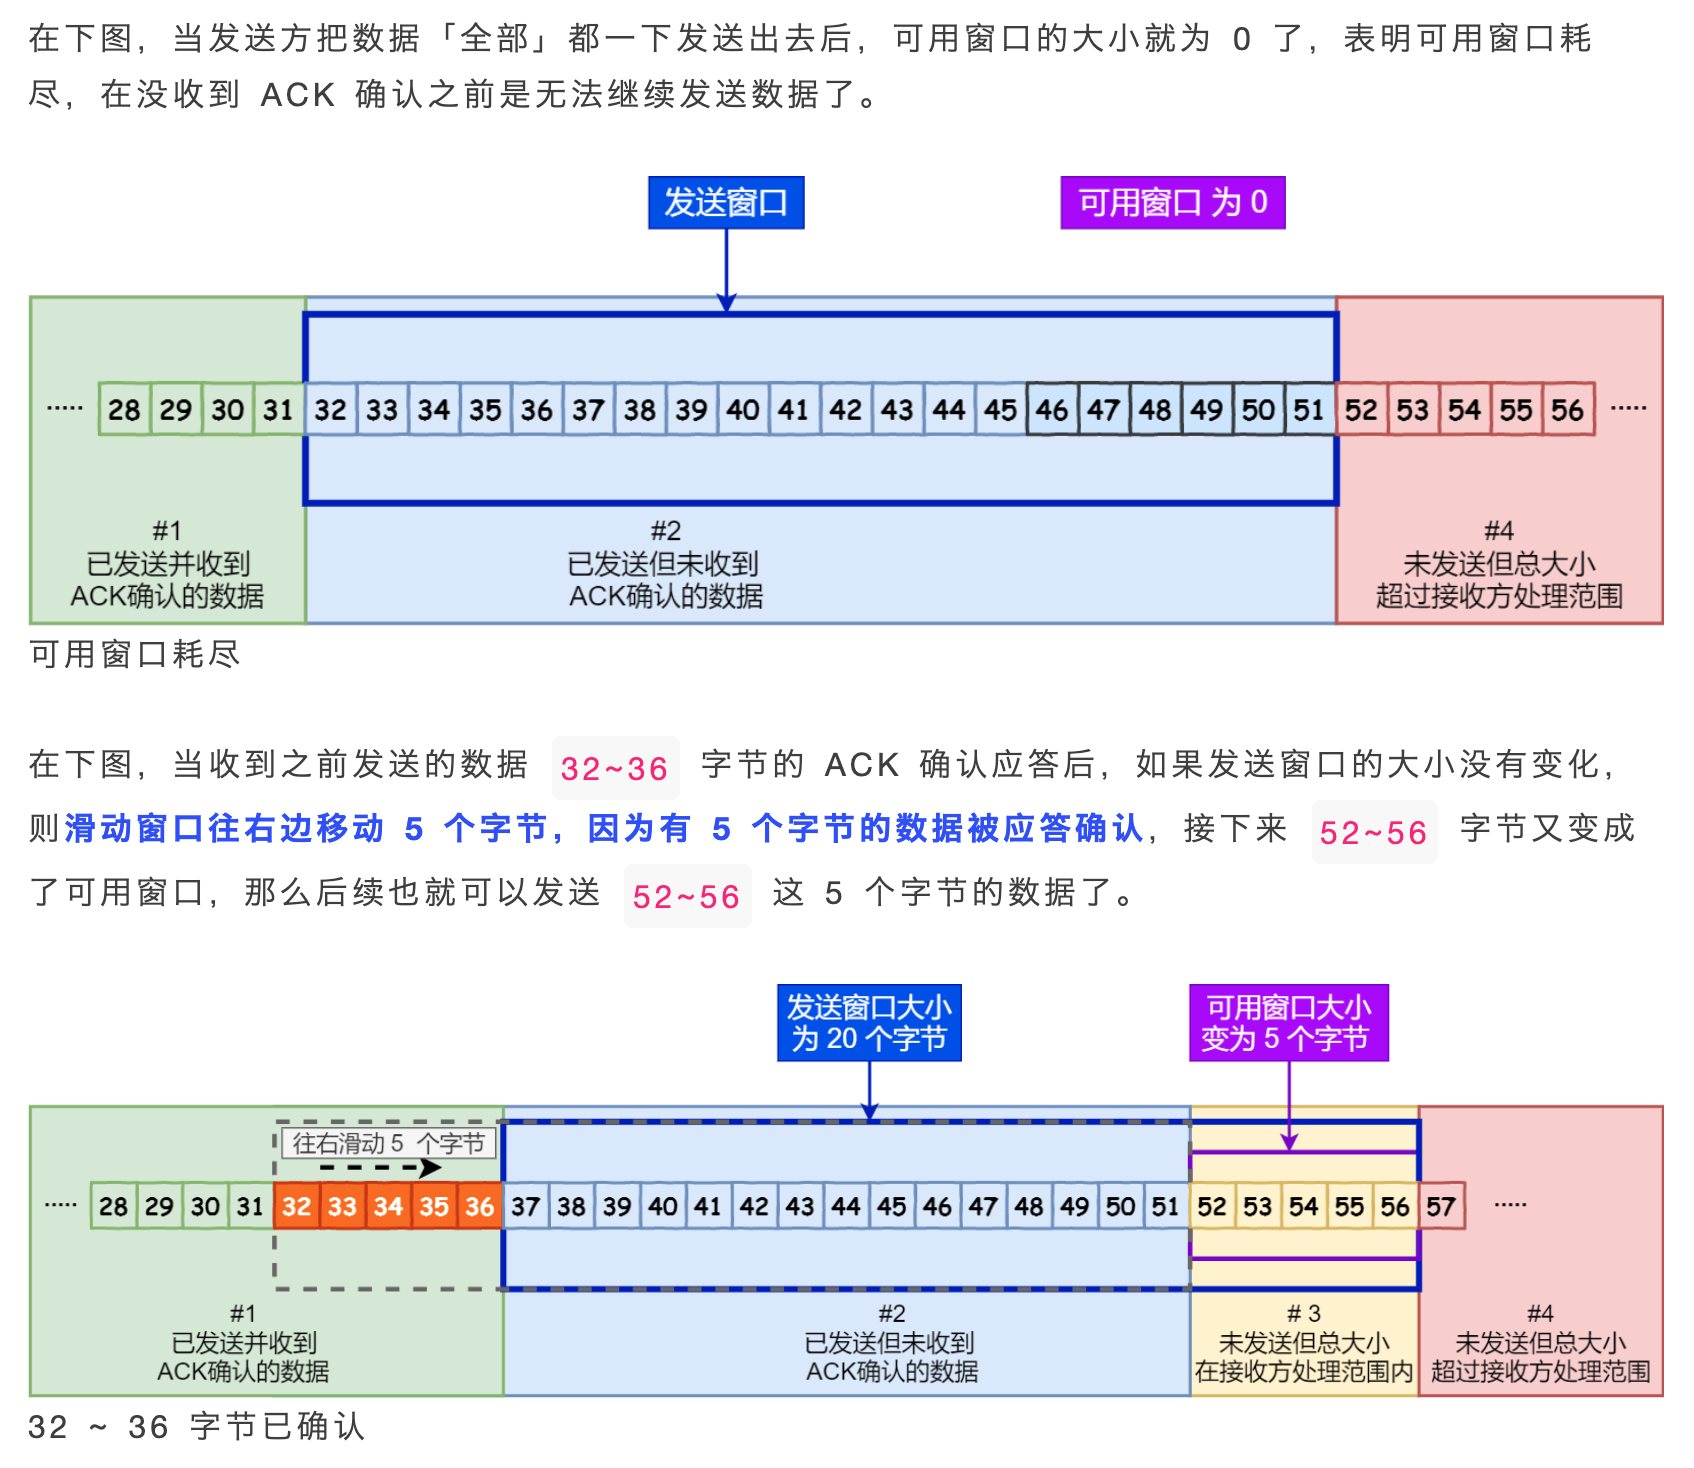 在下图，当发送方把数据「全部」都一下发送出去后，可用窗口的大小就为 0 了，表明可用窗口耗
尽，在没收到 ACK 确认之前是无法继续发送数据了。
发送窗口
可用窗口 为 0
..... 28 29 30 31 32 33 34 35 36 37 38 39 40 41 42 43 44 45 46 47 48 49 50 51 52 53 54 55 56 .....
#1
已发送并收到
ACK确认的数据
#2
已发送但未收到
ACK确认的数据
#4
未发送但总大小
超过接收方处理范围
可用窗口耗尽
在下图，当收到之前发送的数据 32~36 字节的 ACK 确认应答后，如果发送窗口的大小没有变化，
则滑动窗口往右边移动 5 个字节，因为有 5 个字节的数据被应答确认，接下来 52~56 字节又变成
了可用窗口，那么后续也就可以发送 52~56 这 5 个字节的数据了。
发送窗口大小
为 20 个字节
可用窗口大小
变为 5 个字节
往右滑动 5 个字节
..... 28 29 30 31 32 33 34 35 36 37 38 39 40 41 42 43 44 45 46 47 48 49 50 51 52 53 54 55 56 57 .....
#1
已发送并收到
ACK确认的数据
#2
已发送但未收到
ACK确认的数据
# 3
未发送但总大小
在接收方处理范围内
#4
未发送但总大小
超过接收方处理范围
32 ~ 36 字节已确认